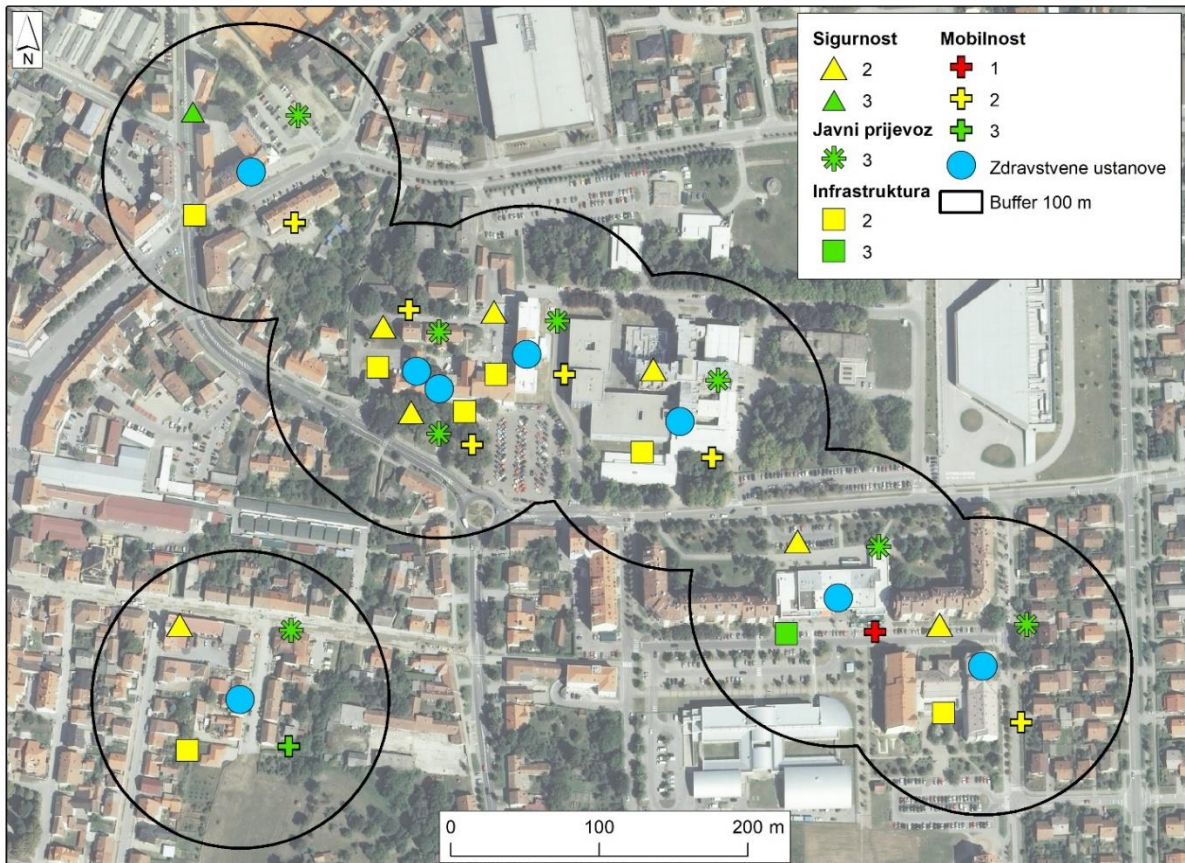 N
Sigurnost
2
3
Javni prijevoz
3
Infrastruktura
2
3
Mobilnost
1
2
3
Zdravstvene ustanove
Buffer 100 m
0 100 200 m